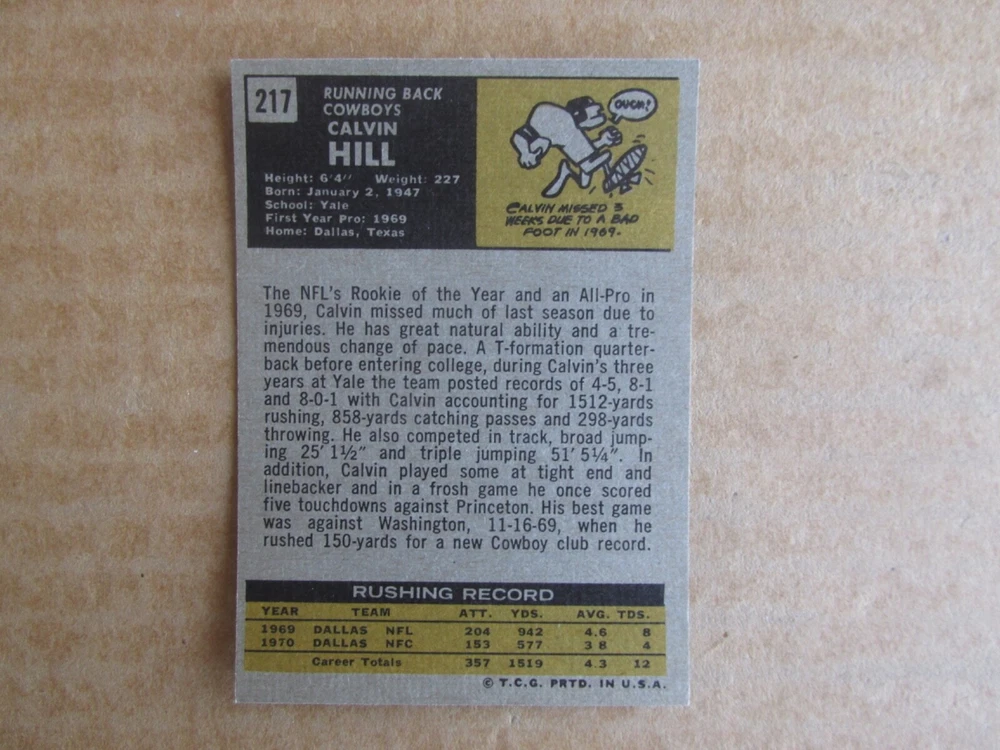 217
RUNNING BACK
COWBOYS
CALVIN
HILL
Height: 6'4" Weight: 227
Born: January 2, 1947
School: Yale
First Year Pro: 1969
Home: Dallas, Texas
OUCH!
CALVIN MISSED 3
WEEKS DUE TO A BAD
FOOT IN 1969.
The NFL's Rookie of the Year and an All-Pro in
1969, Calvin missed much of last season due to
injuries. He has great natural ability and a tre-
mendous change of pace. A T-formation quarter-
back before entering college, during Calvin's three
years at Yale the team posted records of 4-5, 8-1
and 8-0-1 with Calvin accounting for 1512-yards
rushing, 858-yards catching passes and 298-yards
throwing. He also competed in track, broad jump-
ing 25' 1½" and triple jumping 51' 5¼". In
addition, Calvin played some at tight end and
linebacker and in a frosh game he once scored
five touchdowns against Princeton. His best game
was against Washington, 11-16-69, when he
rushed 150-yards for a new Cowboy club record.
RUSHING RECORD
YEAR TEAM ATT. YDS. AVG. TDS.
1969 DALLAS NFL 204 942 4.6 8
1970 DALLAS NFC 153 577 3 8 4
Career Totals 357 1519 4.3 12
© T.C.G. PRTD. IN U.S.A.